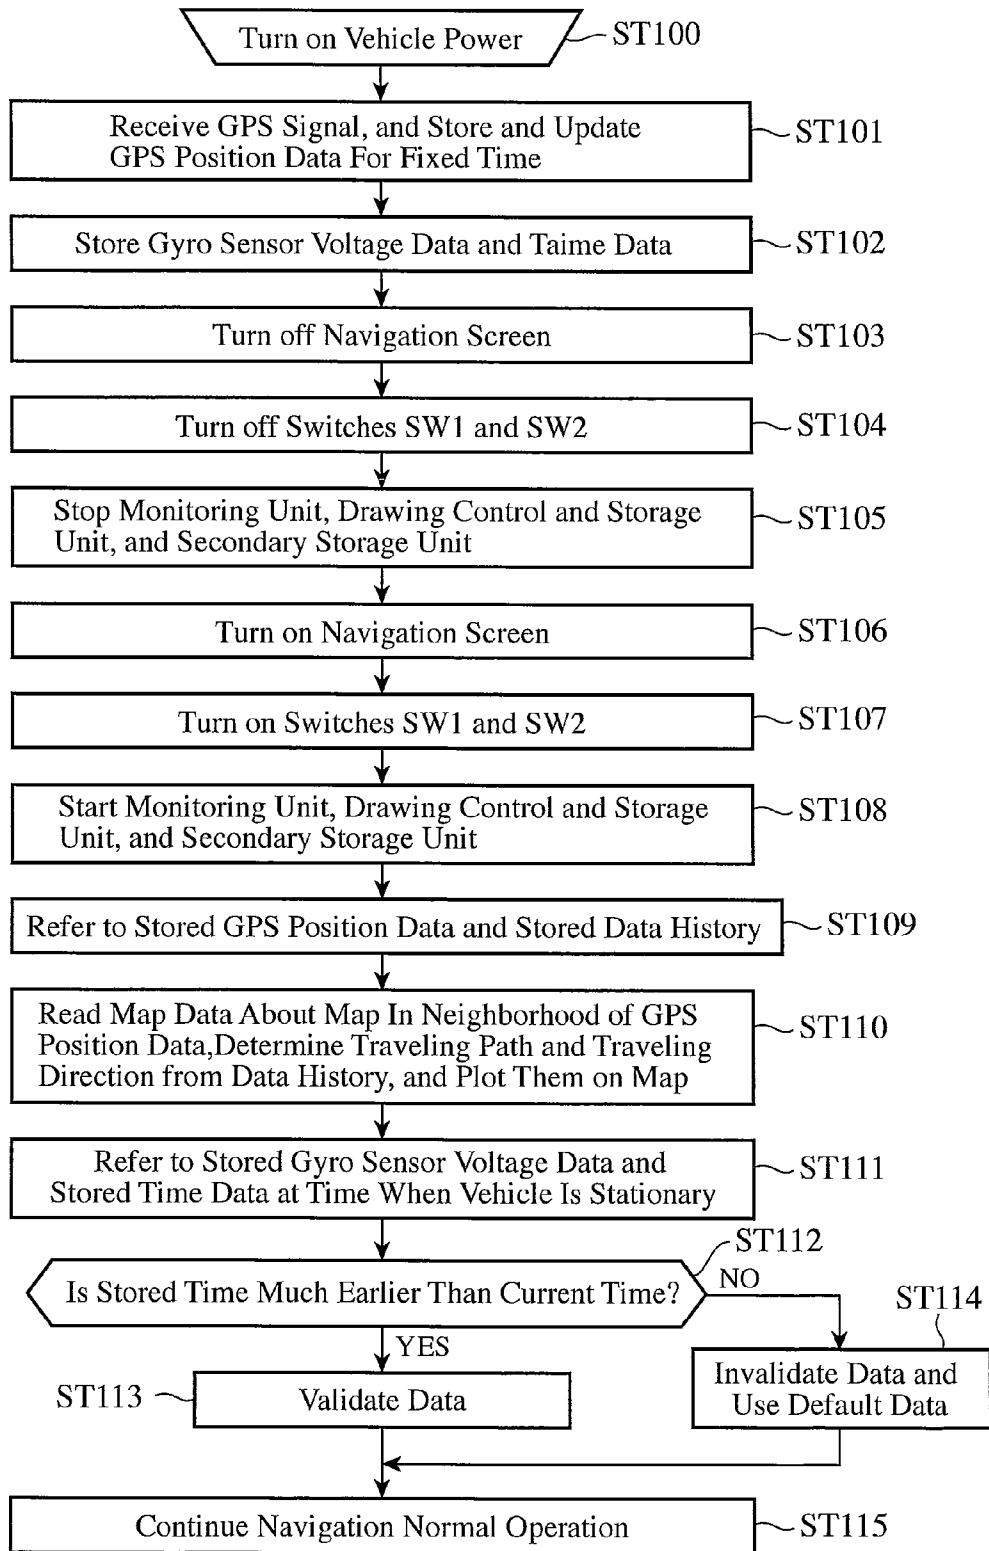 Turn on Vehicle Power
ST100
Receive GPS Signal, and Store and Update
GPS Position Data For Fixed Time
ST101
Store Gyro Sensor Voltage Data and Taime Data
ST102
Turn off Navigation Screen
ST103
Turn off Switches SW1 and SW2
ST104
Stop Monitoring Unit, Drawing Control and Storage
Unit, and Secondary Storage Unit
ST105
Turn on Navigation Screen
ST106
Turn on Switches SW1 and SW2
ST107
Start Monitoring Unit, Drawing Control and Storage
Unit, and Secondary Storage Unit
ST108
Refer to Stored GPS Position Data and Stored Data History
ST109
Read Map Data About Map In Neighborhood of GPS
Position Data,Determine Traveling Path and Traveling
Direction from Data History, and Plot Them on Map
ST110
Refer to Stored Gyro Sensor Voltage Data and
Stored Time Data at Time When Vehicle Is Stationary
ST111
ST112
Is Stored Time Much Earlier Than Current Time?
NO
YES
ST114
ST113
Validate Data
Invalidate Data and
Use Default Data
Continue Navigation Normal Operation
ST115